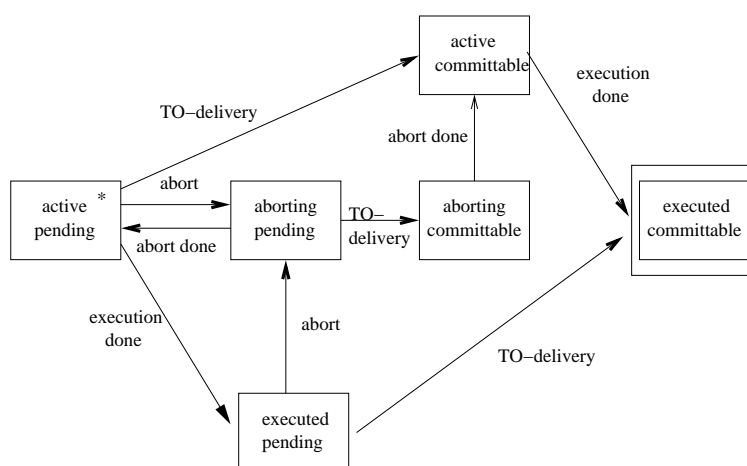 active
committable
execution
done
TO−delivery
abort done
active *
pending
abort
aborting
pending
TO−
delivery
aborting
committable
executed
committable
abort done
execution
done
abort
TO−delivery
executed
pending